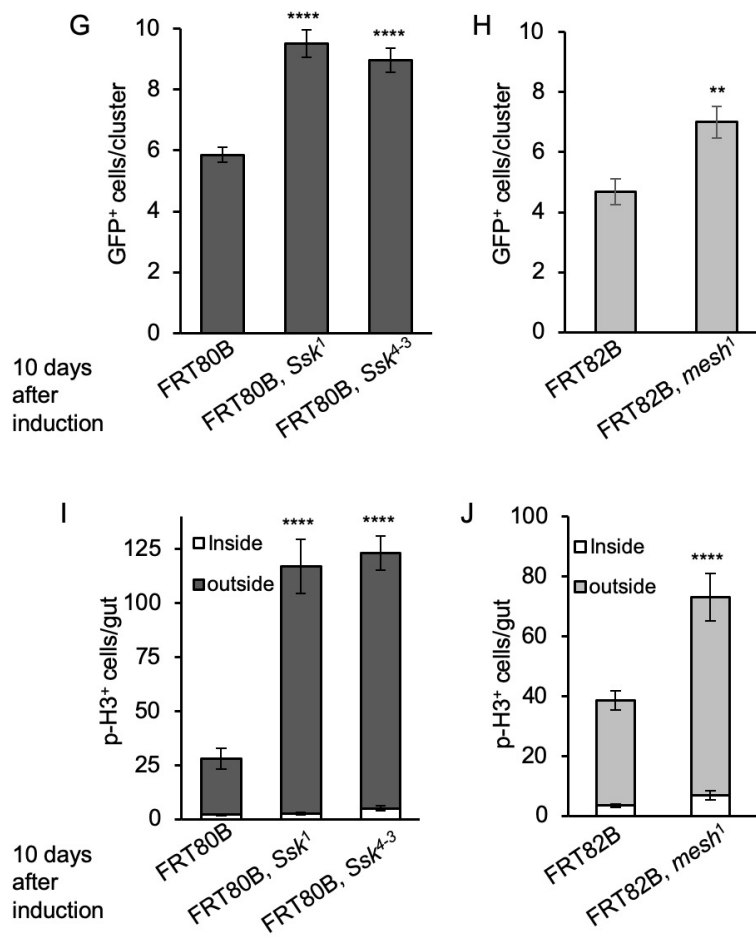 G
****
****
10
8
6
4
2
0
GFP⁺ cells/cluster
FRT80B
FRT80B, Ssk¹
FRT80B, Ssk⁴⁻³
10 days
after
induction
H
**
10
8
6
4
2
0
GFP⁺ cells/cluster
FRT82B
FRT82B, mesh¹
I
Inside
outside
****
****
125
100
75
50
25
0
p-H3⁺ cells/gut
FRT80B
FRT80B, Ssk¹
FRT80B, Ssk⁴⁻³
10 days
after
induction
J
Inside
outside
****
100
80
60
40
20
0
p-H3⁺ cells/gut
FRT82B
FRT82B, mesh¹